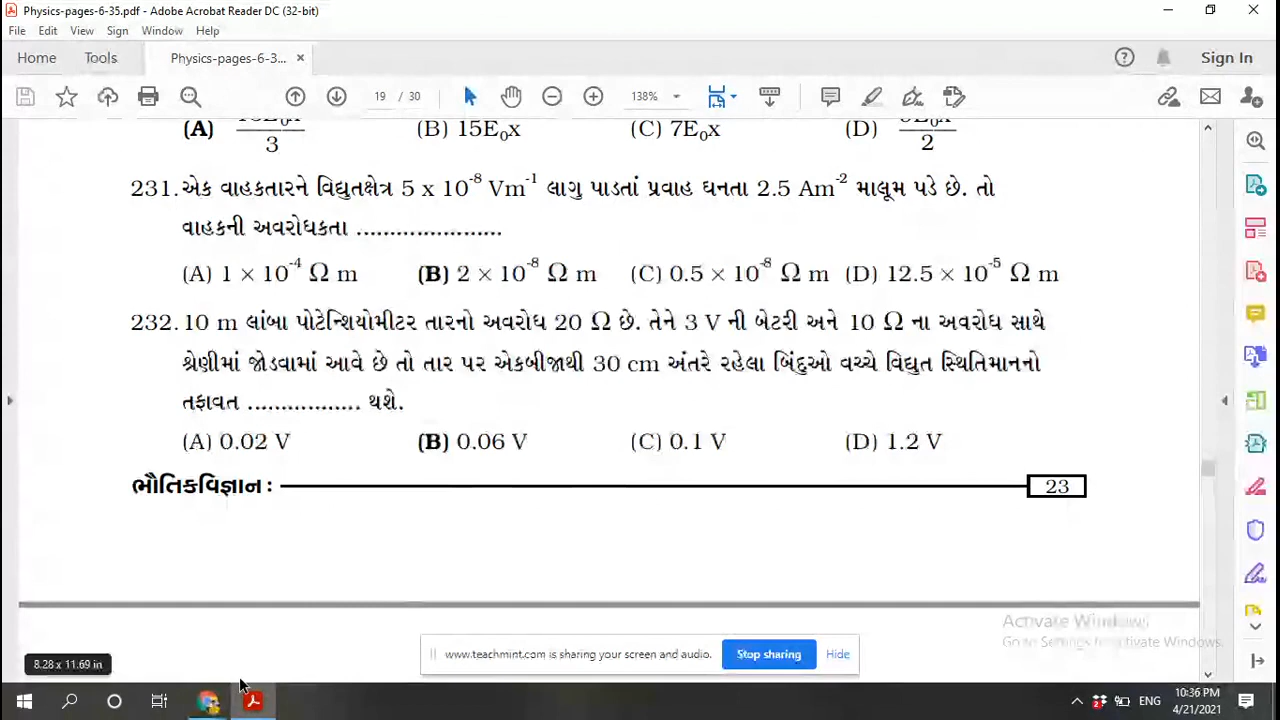 Physics-pages-6-35.pdf - Adobe Acrobat Reader DC (32-bit)
File Edit View Sign Window Help
Home Tools Physics-pages-6-3... × Sign In
19 / 30 138%
(A) 3 (B) 15E₀x (C) 7E₀x (D) 2
231. એક વાહકતારને વિદ્યુતક્ષેત્ર 5 x 10⁻⁸ Vm⁻¹ લાગુ પાડતાં પ્રવાહ ઘનતા 2.5 Am⁻² માલૂમ પડે છે. તો
વાહકની અવરોધકતા ......................
(A) 1 × 10⁻⁴ Ω m (B) 2 × 10⁻⁸ Ω m (C) 0.5 × 10⁻⁸ Ω m (D) 12.5 × 10⁻⁵ Ω m
232. 10 m લાંબા પોટેન્શિયોમીટર તારનો અવરોધ 20 Ω છે. તેને 3 V ની બેટરી અને 10 Ω ના અવરોધ સાથે
શ્રેણીમાં જોડવામાં આવે છે તો તાર પર એકબીજાથી 30 cm અંતરે રહેલા બિંદુઓ વચ્ચે વિદ્યુત સ્થિતિમાનનો
તફાવત ................. થશે.
(A) 0.02 V (B) 0.06 V (C) 0.1 V (D) 1.2 V
ભૌતિકવિજ્ઞાન : 23
Activate Windows
Go to Settings to activate Windows.
8.28 x 11.69 in
www.teachmint.com is sharing your screen and audio. Stop sharing Hide
ENG 10:36 PM
4/21/2021